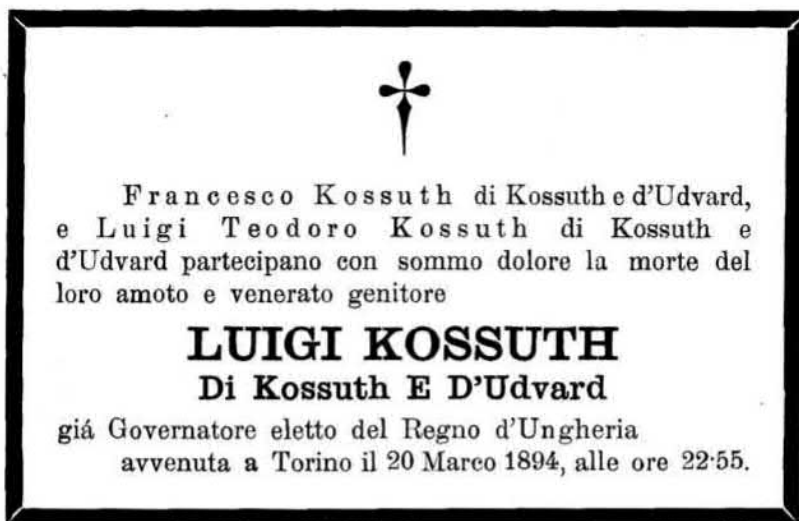 Francesco Kossuth di Kossuth e d'Udvard,
e Luigi Teodoro Kossuth di Kossuth e
d'Udvard partecipano con sommo dolore la morte del
loro amoto e venerato genitore
LUIGI KOSSUTH
Di Kossuth E D'Udvard
giá Governatore eletto del Regno d'Ungheria
avvenuta a Torino il 20 Marco 1894, alle ore 22·55.